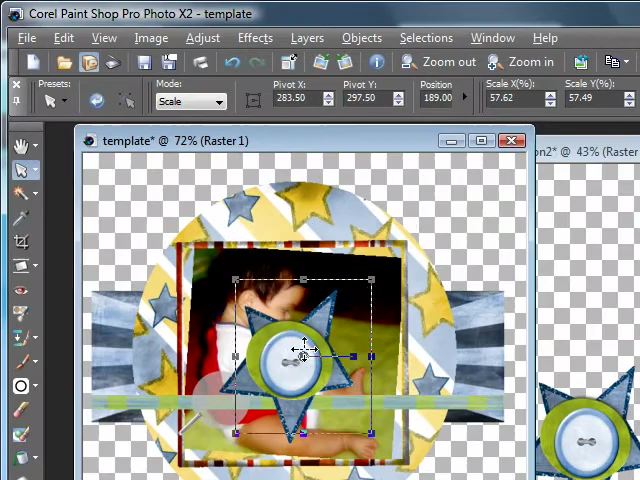 Corel Paint Shop Pro Photo X2 - template
File Edit View Image Adjust Effects Layers Objects Selections Window Help
Zoom out Zoom in
Presets: Mode: Pivot X: Pivot Y: Position Scale X(%): Scale Y(%):
Scale 283.50 297.50 189.00 57.62 57.49
template* @ 72% (Raster 1)
on2* @ 43% (Raster